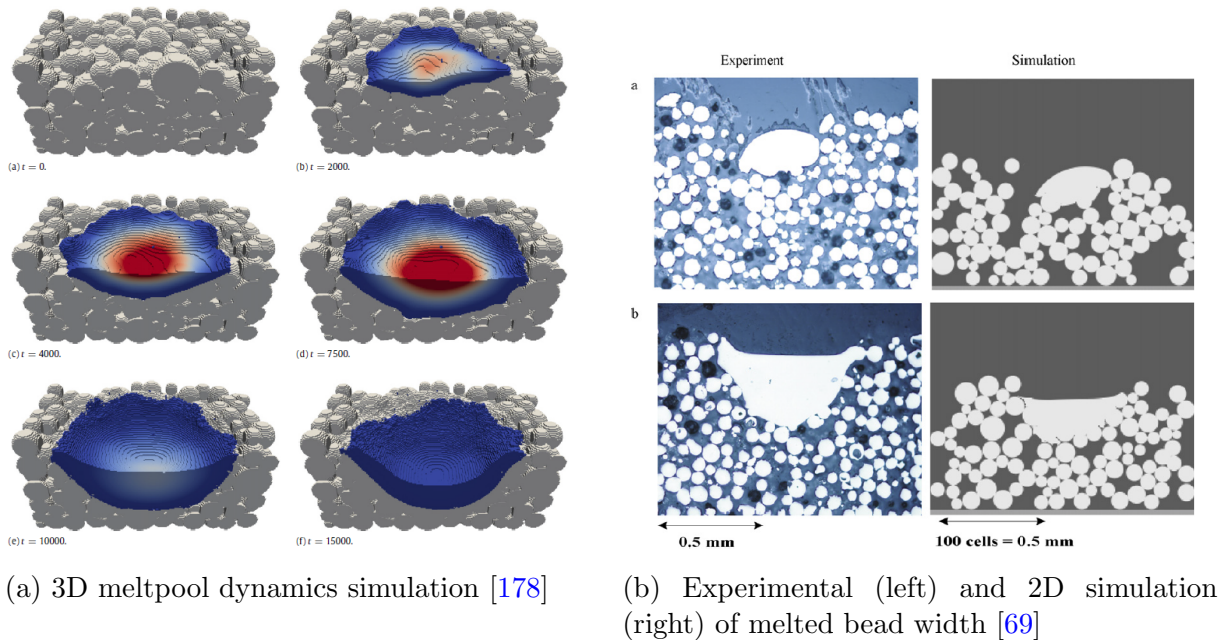 (a) t = 0.
(b) t = 2000.
(c) t = 4000.
(d) t = 7500.
(e) t = 10000.
(f) t = 15000.
(a) 3D meltpool dynamics simulation [178]
Experiment
Simulation
a
b
0.5 mm
100 cells = 0.5 mm
(b) Experimental (left) and 2D simulation
(right) of melted bead width [69]